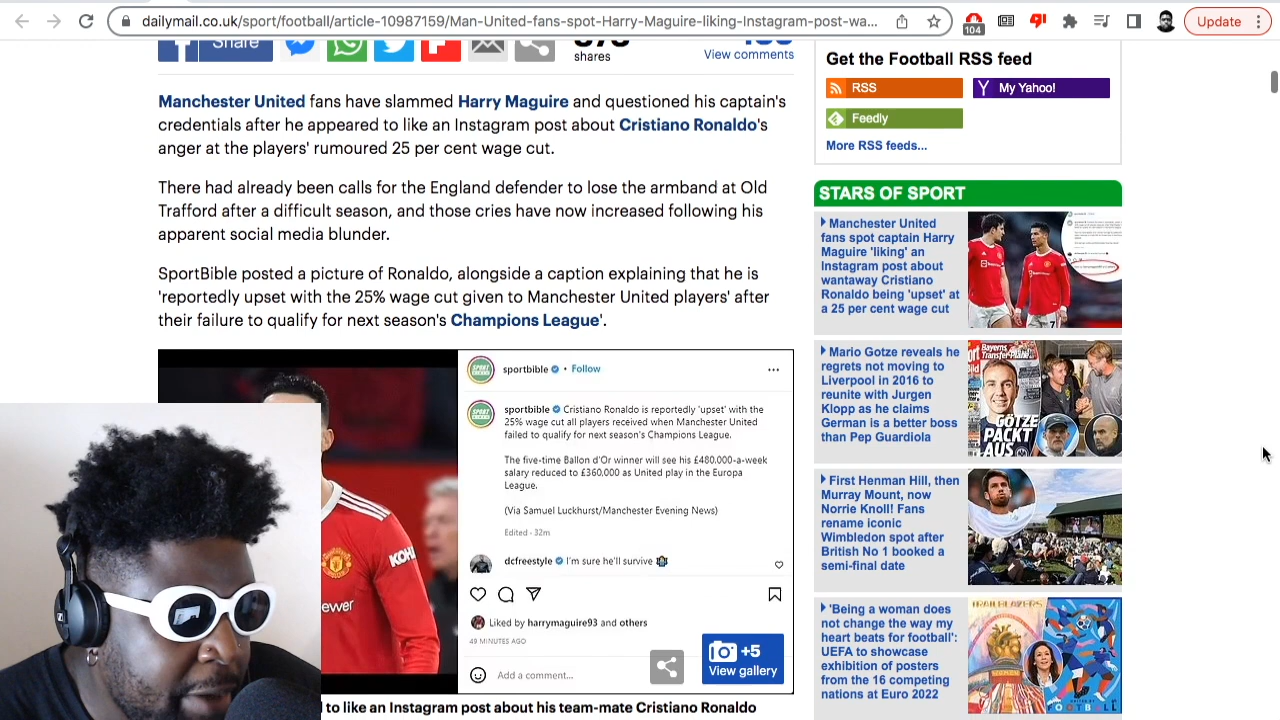 dailymail.co.uk/sport/football/article-10987159/Man-United-fans-spot-Harry-Maguire-liking-Instagram-post-wa...
104
Update
Share
shares
View comments
Manchester United fans have slammed Harry Maguire and questioned his captain's
credentials after he appeared to like an Instagram post about Cristiano Ronaldo's
anger at the players' rumoured 25 per cent wage cut.
There had already been calls for the England defender to lose the armband at Old
Trafford after a difficult season, and those cries have now increased following his
apparent social media blunder.
SportBible posted a picture of Ronaldo, alongside a caption explaining that he is
'reportedly upset with the 25% wage cut given to Manchester United players' after
their failure to qualify for next season's Champions League'.
sportbible • Follow
sportbible Cristiano Ronaldo is reportedly 'upset' with the
25% wage cut all players received when Manchester United
failed to qualify for next season's Champions League.
The five-time Ballon d'Or winner will see his £480,000-a-week
salary reduced to £360,000 as United play in the Europa
League.
(Via Samuel Luckhurst/Manchester Evening News)
Edited - 32m
dcfreestyle I'm sure he'll survive
Liked by harrymaguire93 and others
49 MINUTES AGO
Add a comment...
+5
View gallery
to like an Instagram post about his team-mate Cristiano Ronaldo
Get the Football RSS feed
RSS
My Yahoo!
Feedly
More RSS feeds...
STARS OF SPORT
Manchester United
fans spot captain Harry
Maguire 'liking' an
Instagram post about
wantaway Cristiano
Ronaldo being 'upset' at
a 25 per cent wage cut
Mario Gotze reveals he
regrets not moving to
Liverpool in 2016 to
reunite with Jurgen
Klopp as he claims
German is a better boss
than Pep Guardiola
GÖTZE
PACKT
AUS
First Henman Hill, then
Murray Mount, now
Norrie Knoll! Fans
rename iconic
Wimbledon spot after
British No 1 booked a
semi-final date
'Being a woman does
not change the way my
heart beats for football':
UEFA to showcase
exhibition of posters
from the 16 competing
nations at Euro 2022
TRAILBLAZERS
FOOTBALL